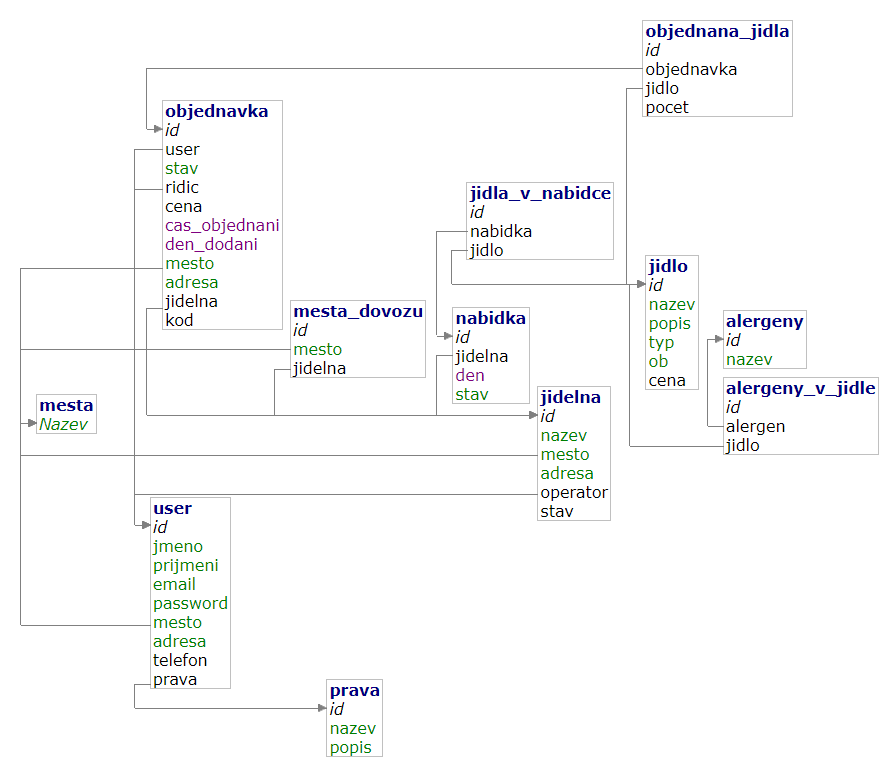 objednana_jidla
id
objednavka
jidlo
pocet
objednavka
id
user
stav
ridic
cena
cas_objednani
den_dodani
mesto
adresa
jidelna
kod
jidla_v_nabidce
id
nabidka
jidlo
jidlo
id
nazev
popis
typ
ob
cena
mesta_dovozu
id
mesto
jidelna
nabidka
id
jidelna
den
stav
alergeny
id
nazev
alergeny_v_jidle
id
alergen
jidlo
mesta
Nazev
jidelna
id
nazev
mesto
adresa
operator
stav
user
id
jmeno
prijmeni
email
password
mesto
adresa
telefon
prava
prava
id
nazev
popis